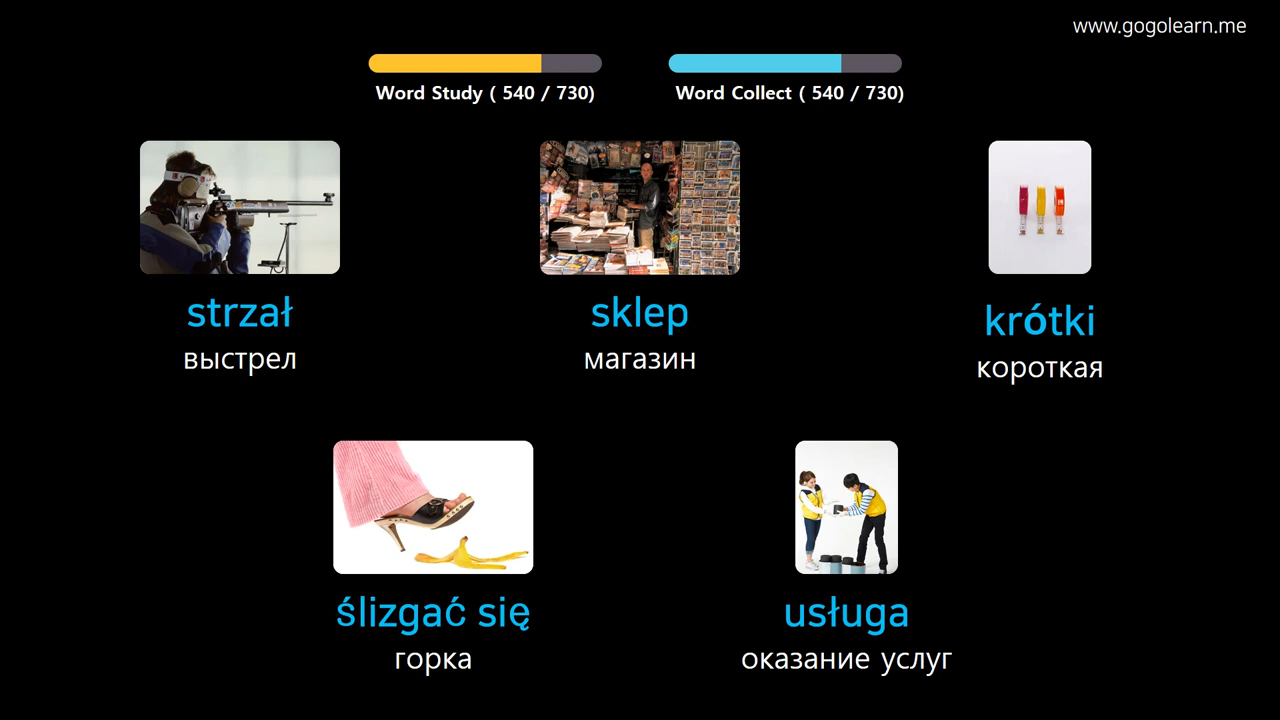 www.gogolearn.me
Word Study ( 540 / 730)
Word Collect ( 540 / 730)
strzał
выстрел
sklep
магазин
krótki
короткая
ślizgać się
горка
usługa
оказание услуг